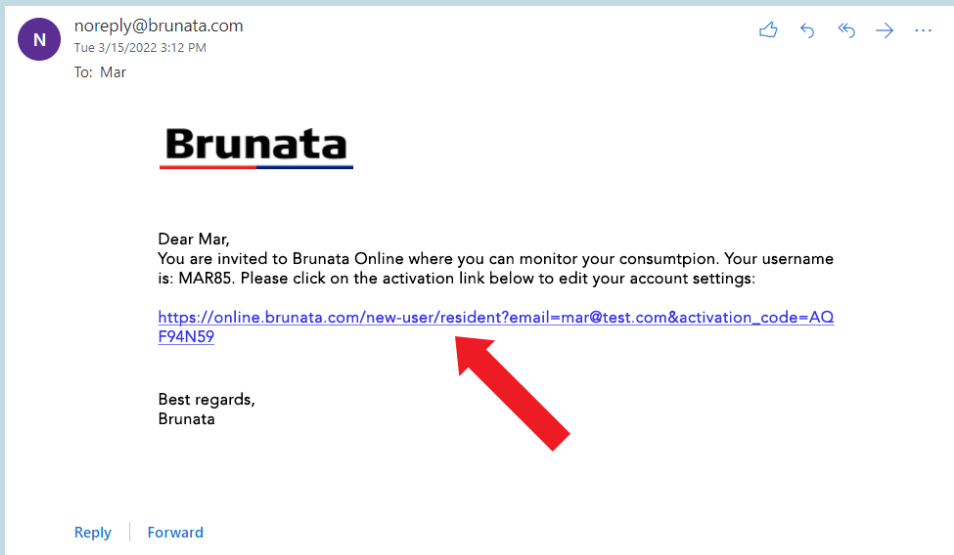 N
noreply@brunata.com
Tue 3/15/2022 3:12 PM
To: Mar
Brunata
Dear Mar,
You are invited to Brunata Online where you can monitor your consumtpion. Your username
is: MAR85. Please click on the activation link below to edit your account settings:
https://online.brunata.com/new-user/resident?email=mar@test.com&activation_code=AQ
F94N59
Best regards,
Brunata
Reply Forward